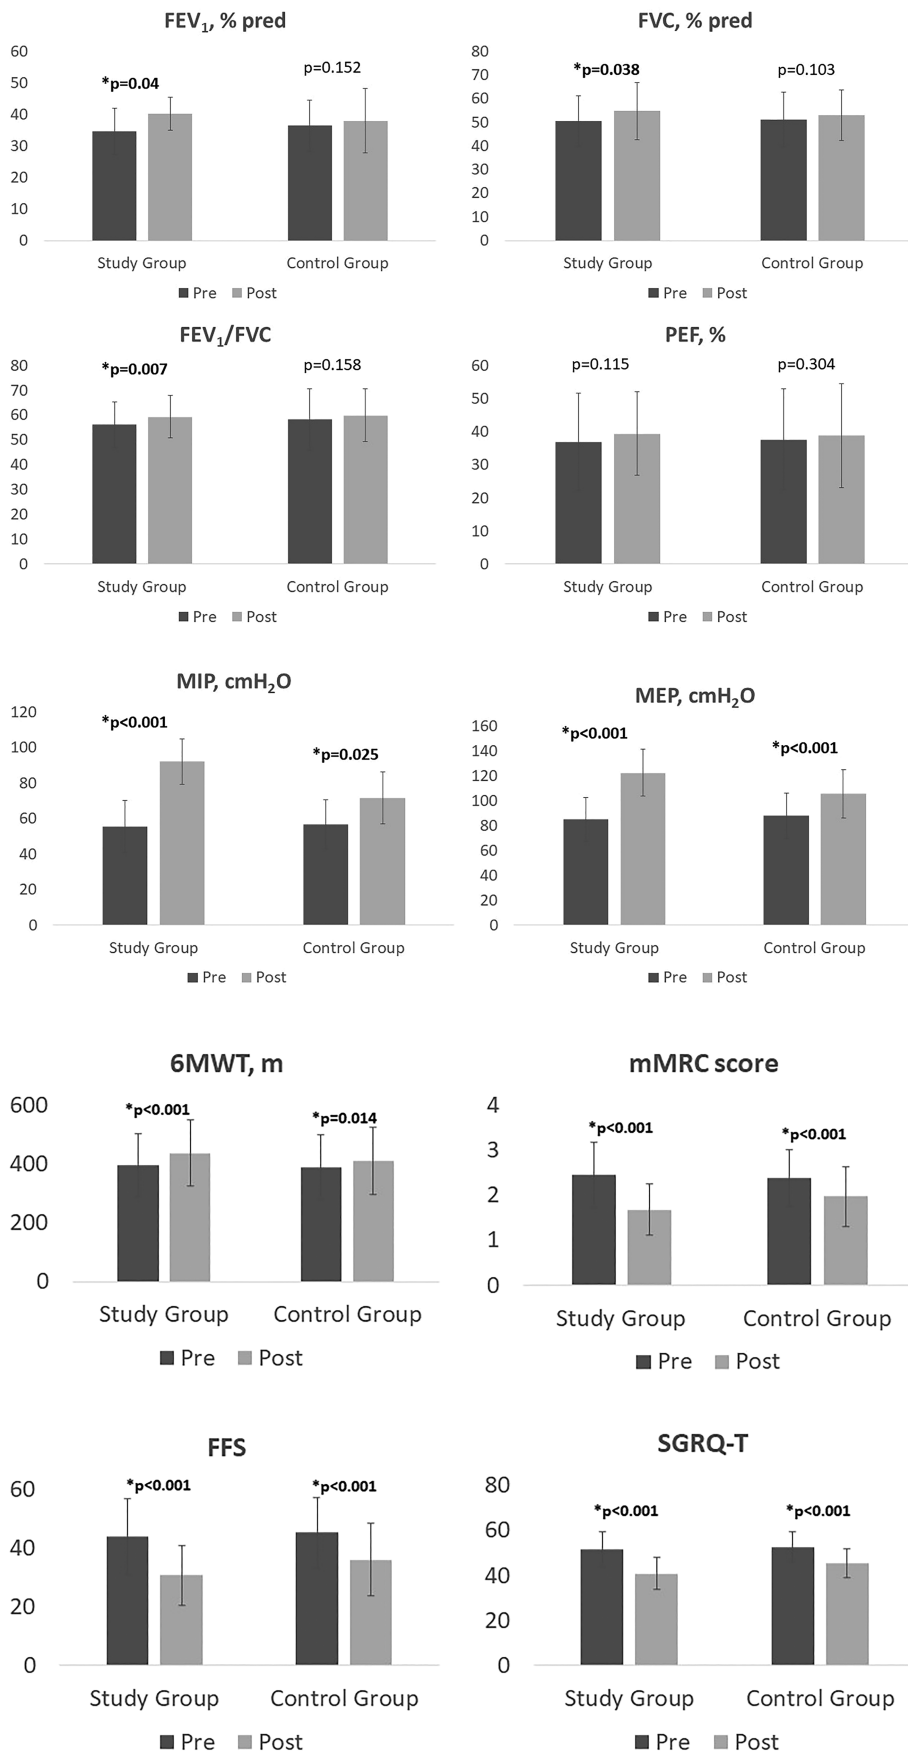 FEV₁, % pred
60
50
40
30
20
10
0
*p=0.04
p=0.152
Study Group
Control Group
Pre
Post
FVC, % pred
80
70
60
50
40
30
20
10
0
*p=0.038
p=0.103
Study Group
Control Group
Pre
Post
FEV₁/FVC
80
70
60
50
40
30
20
10
0
*p=0.007
p=0.158
Study Group
Control Group
Pre
Post
PEF, %
60
50
40
30
20
10
0
p=0.115
p=0.304
Study Group
Control Group
Pre
Post
MIP, cmH₂O
120
100
80
60
40
20
0
*p<0.001
*p=0.025
Study Group
Control Group
Pre
Post
MEP, cmH₂O
160
140
120
100
80
60
40
20
0
*p<0.001
*p<0.001
Study Group
Control Group
Pre
Post
6MWT, m
600
400
200
0
*p<0.001
*p=0.014
Study Group
Control Group
Pre
Post
mMRC score
4
3
2
1
0
*p<0.001
*p<0.001
Study Group
Control Group
Pre
Post
FFS
60
40
20
0
*p<0.001
*p<0.001
Study Group
Control Group
Pre
Post
SGRQ-T
80
60
40
20
0
*p<0.001
*p<0.001
Study Group
Control Group
Pre
Post